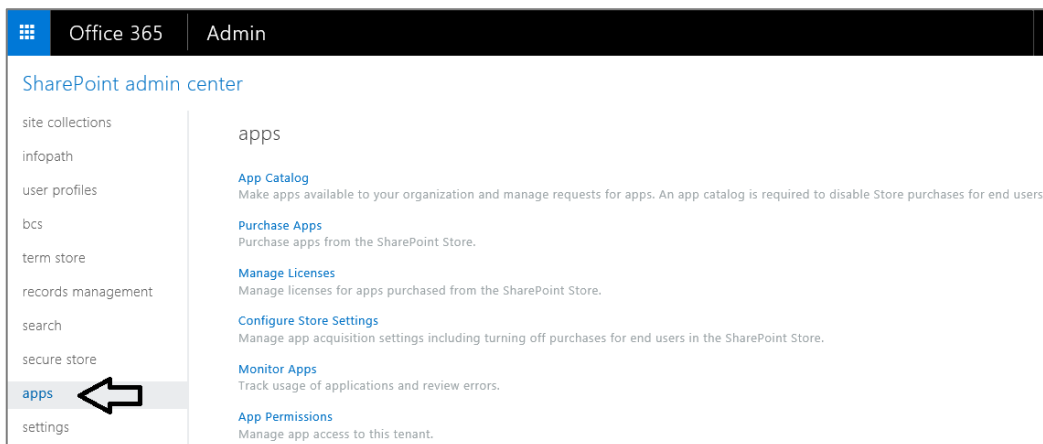 Office 365 Admin
SharePoint admin center
site collections
infopath
user profiles
bcs
term store
records management
search
secure store
apps
settings
apps
App Catalog
Make apps available to your organization and manage requests for apps. An app catalog is required to disable Store purchases for end users
Purchase Apps
Purchase apps from the SharePoint Store.
Manage Licenses
Manage licenses for apps purchased from the SharePoint Store.
Configure Store Settings
Manage app acquisition settings including turning off purchases for end users in the SharePoint Store.
Monitor Apps
Track usage of applications and review errors.
App Permissions
Manage app access to this tenant.